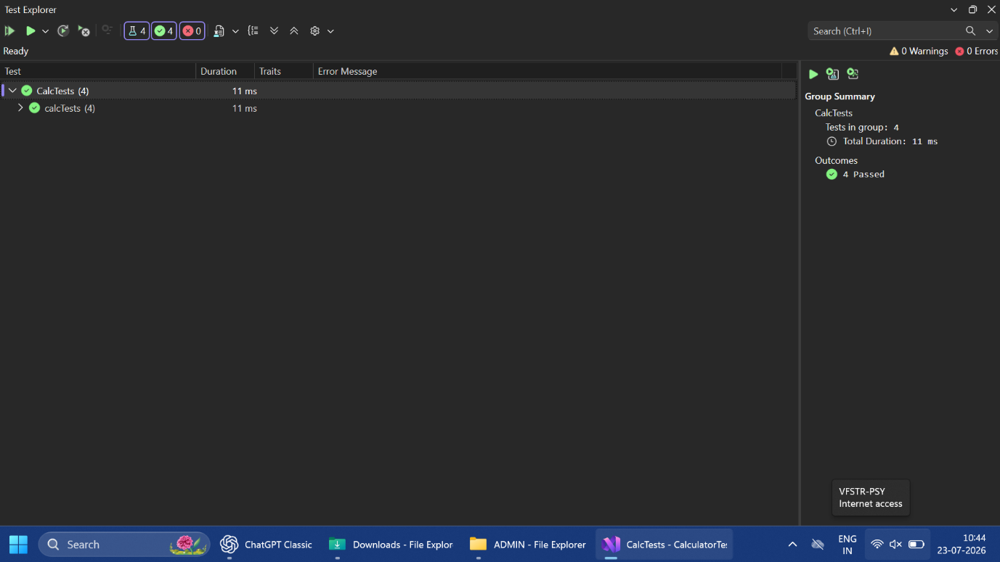 Test Explorer
4 4 0
Search (Ctrl+I)
Ready
0 Warnings 0 Errors
Test Duration Traits Error Message
CalcTests (4) 11 ms
calcTests (4) 11 ms
Group Summary
CalcTests
Tests in group: 4
Total Duration: 11 ms
Outcomes
4 Passed
VFSTR-PSY
Internet access
Search
ChatGPT Classic
Downloads - File Explor
ADMIN - File Explorer
CalcTests - CalculatorTe
ENG
IN
10:44
23-07-2026